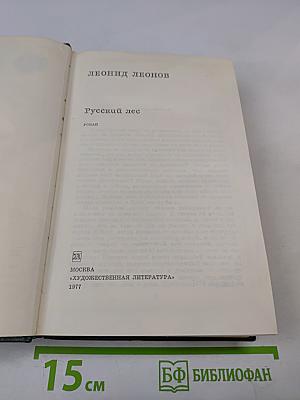 ЛЕОНИД ЛЕОНОВ
Русский лес
РОМАН
МОСКВА
«ХУДОЖЕСТВЕННАЯ ЛИТЕРАТУРА»
1977
15 см
БФ БИБЛИОФАН